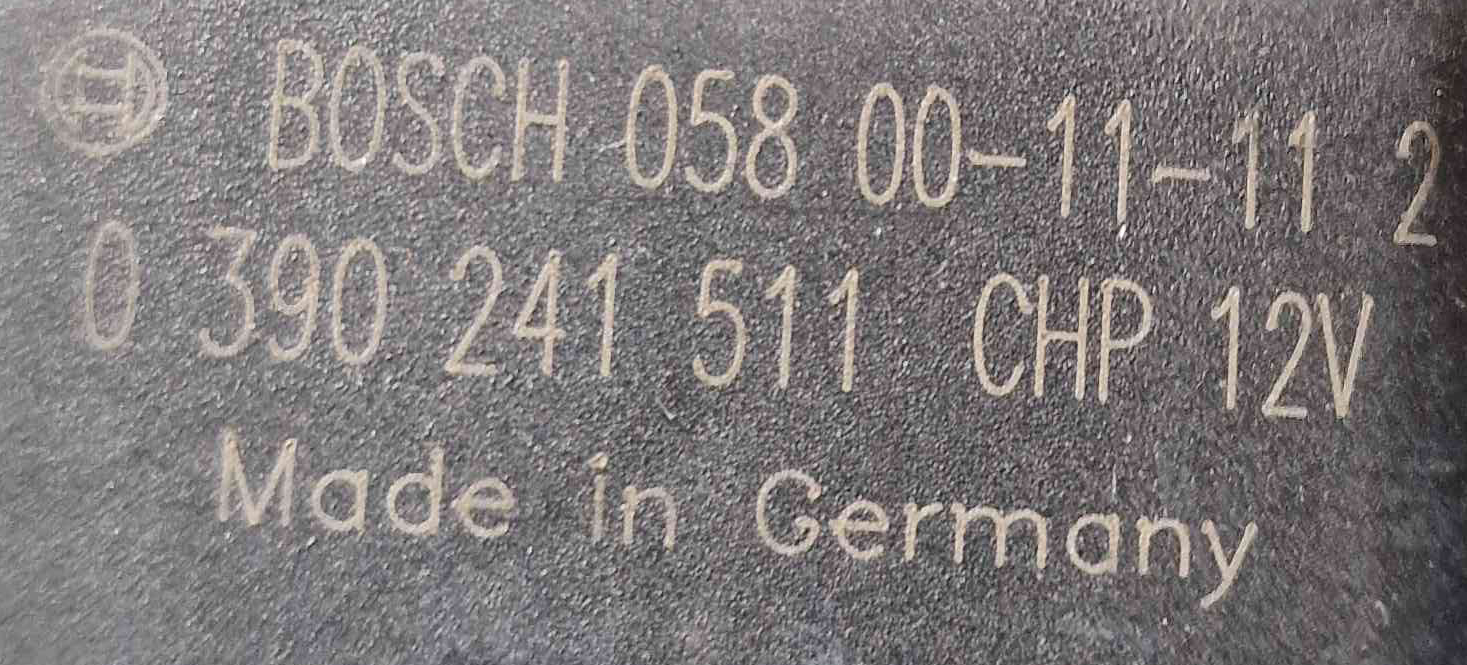 BOSCH 058 00-11-11 2
0 390 241 511 CHP 12V
Made in Germany